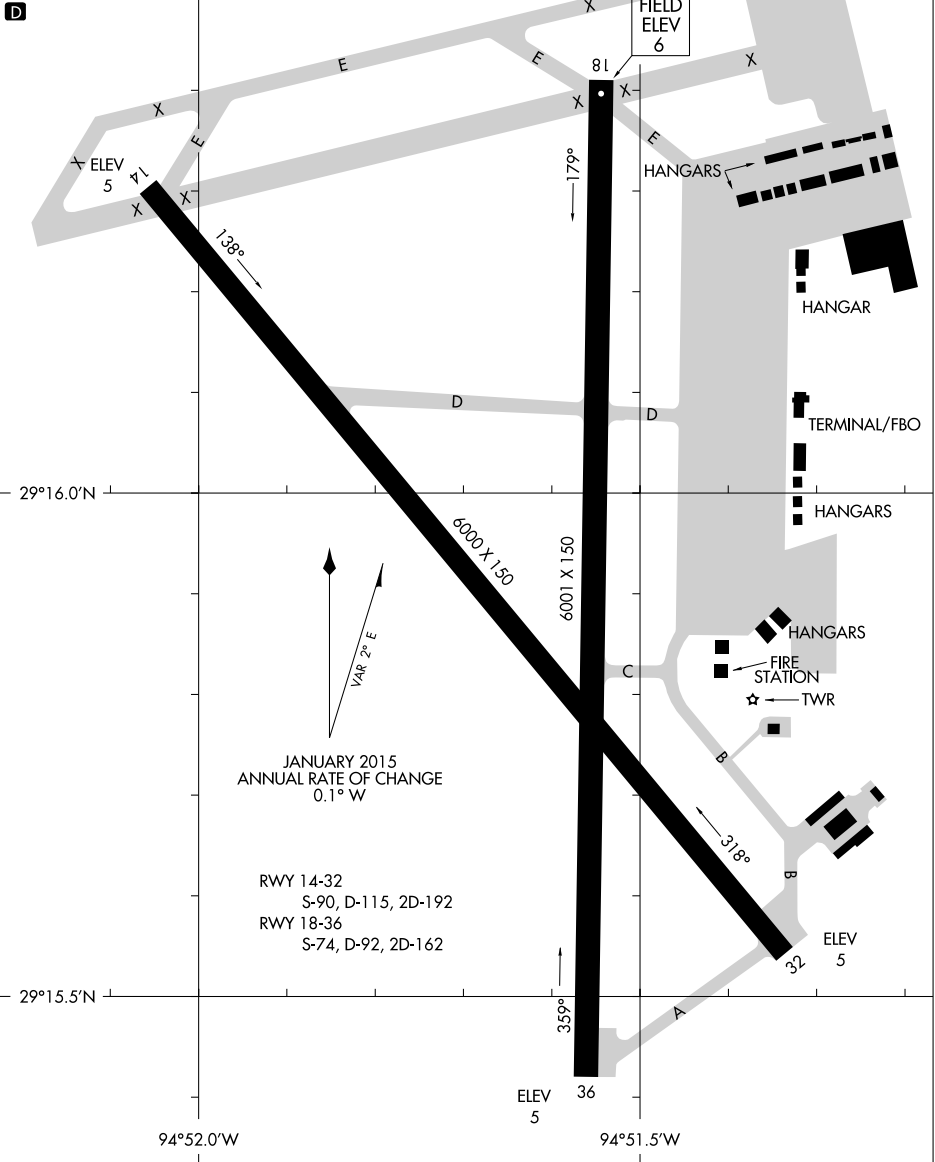 D
X
FIELD
ELEV
6
E
E
18
X
X
X
X
E
E
X
ELEV
5
14
X
X
179°
HANGARS
138°
HANGAR
D
D
TERMINAL/FBO
29°16.0'N
HANGARS
6000 X 150
6001 X 150
VAR 2° E
HANGARS
C
FIRE
STATION
TWR
B
JANUARY 2015
ANNUAL RATE OF CHANGE
0.1° W
318°
B
RWY 14-32
S-90, D-115, 2D-192
RWY 18-36
S-74, D-92, 2D-162
ELEV
5
32
29°15.5'N
359°
A
36
ELEV
5
94°52.0'W
94°51.5'W